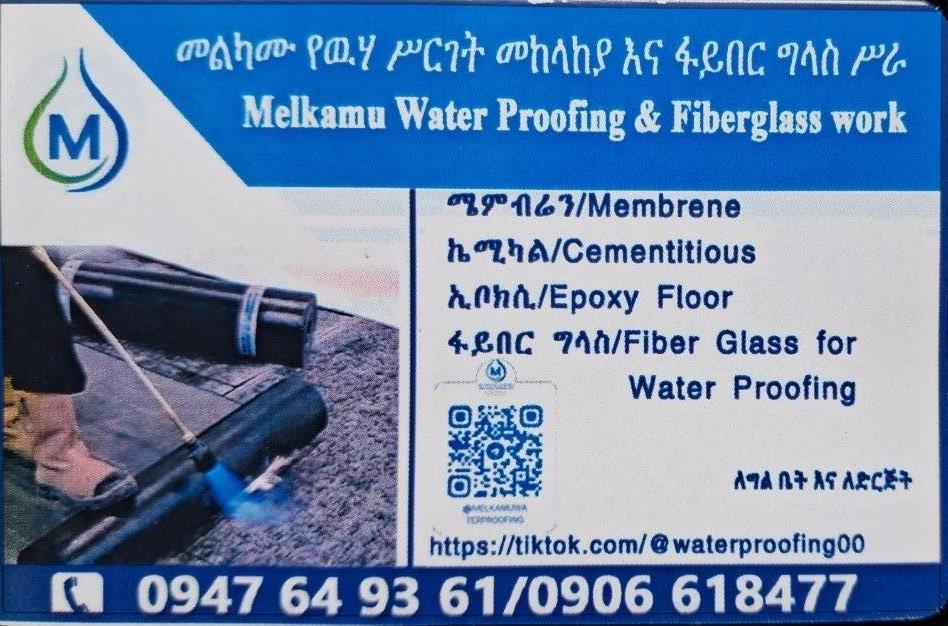 መልካሙ የዉሃ ሥርገት መከላከያ እና ፋይበር ግላስ ሥራ
Melkamu Water Proofing & Fiberglass work
M
ሜምብሬን/Membrene
ኬሚካል/Cementitious
ኢቦክሲ/Epoxy Floor
ፋይበር ግላስ/Fiber Glass for
Water Proofing
M
@MELKAMUWA
TERPROOFING
ለግል ቤት እና ለድርጅት
https://tiktok.com/@waterproofing00
0947 64 93 61/0906 618477